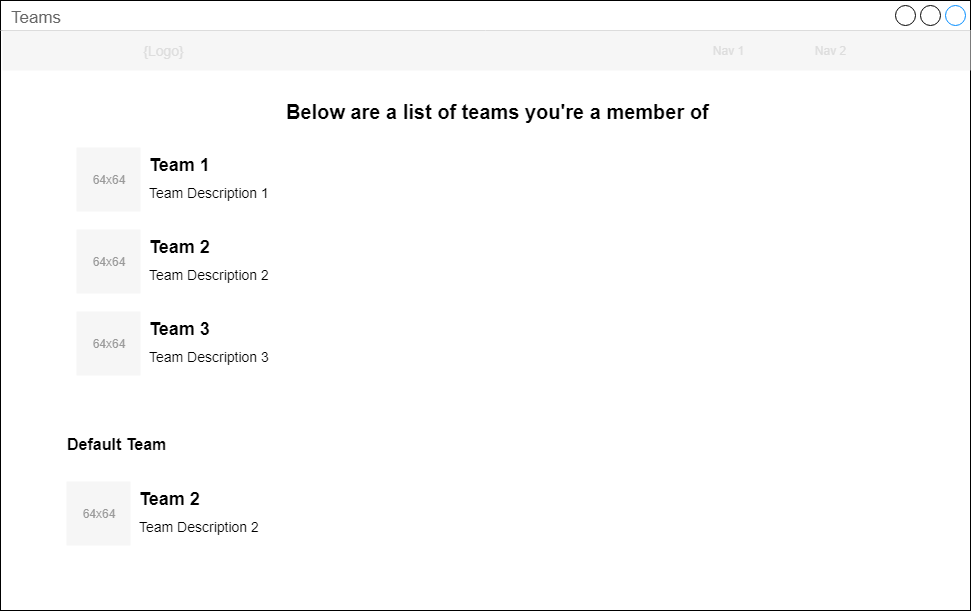 Teams
{Logo}
Nav 1
Nav 2
Below are a list of teams you're a member of
64x64
Team 1
Team Description 1
64x64
Team 2
Team Description 2
64x64
Team 3
Team Description 3
Default Team
64x64
Team 2
Team Description 2